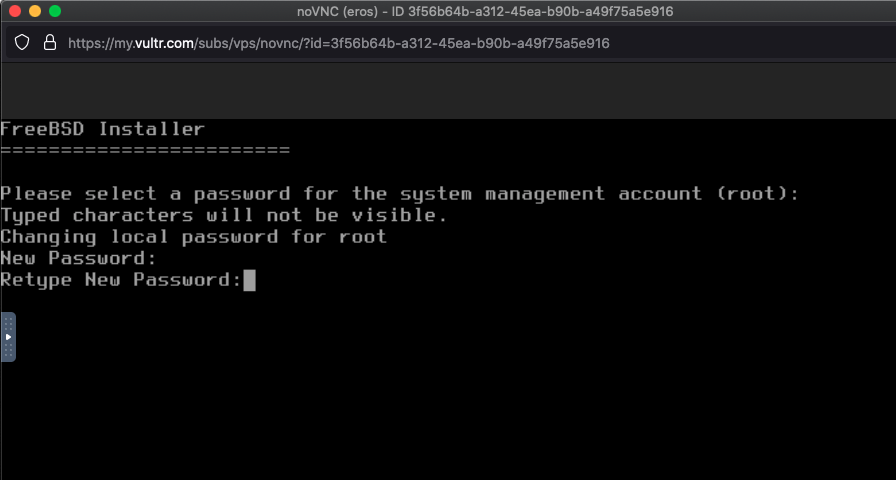 noVNC (eros) - ID 3f56b64b-a312-45ea-b90b-a49f75a5e916
https://my.vultr.com/subs/vps/novnc/?id=3f56b64b-a312-45ea-b90b-a49f75a5e916
FreeBSD Installer
========================
Please select a password for the system management account (root):
Typed characters will not be visible.
Changing local password for root
New Password:
Retype New Password: